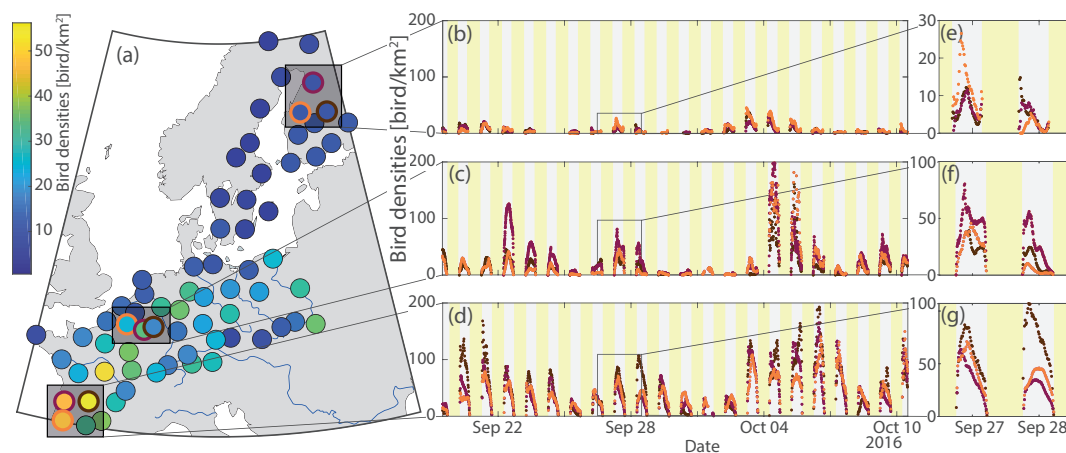 Bird densities [bird/km²]
50
40
30
20
10
(a)
Bird densities [bird/km²]
(b)
200
100
0
(c)
200
100
0
(d)
200
100
0
Sep 22
Sep 28
Oct 04
Oct 10
2016
Date
(e)
30
20
10
0
(f)
100
50
0
(g)
100
50
0
Sep 27
Sep 28